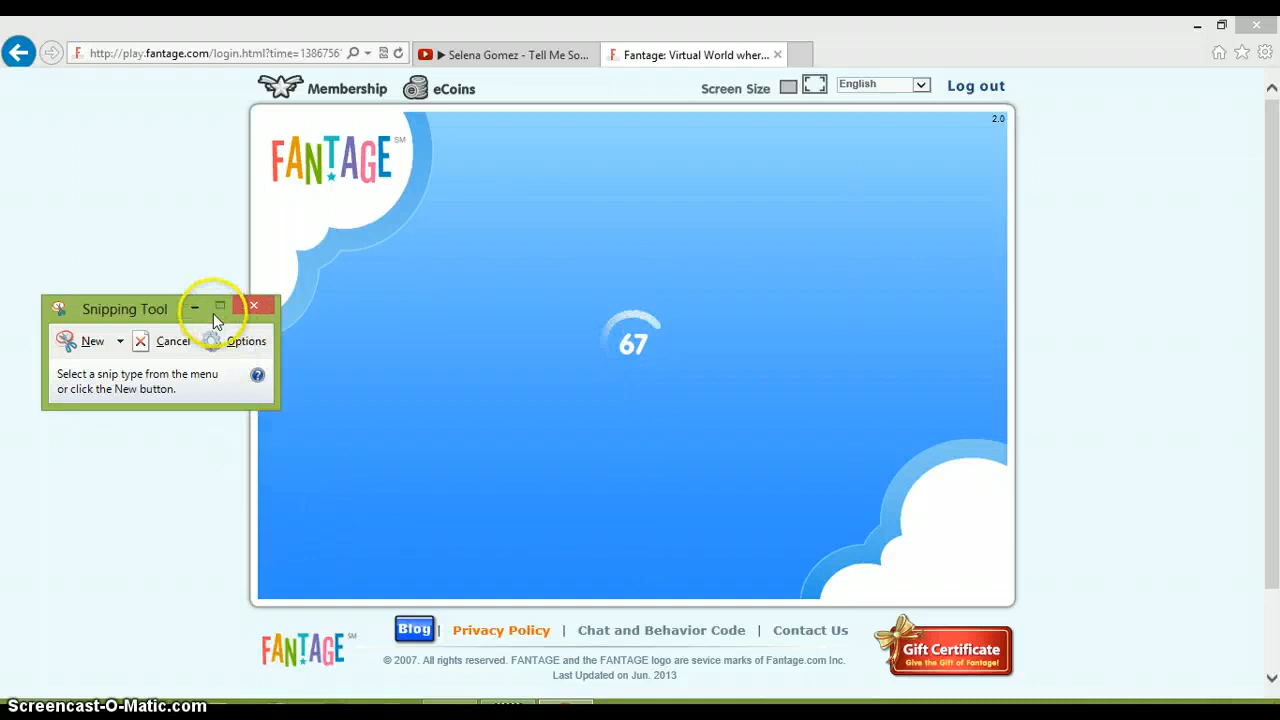 http://play.fantage.com/login.html?time=1386756
▶ Selena Gomez - Tell Me So...
Fantage: Virtual World wher...
Membership
eCoins
Screen Size
English
Log out
2.0
FANTAGE SM
67
Snipping Tool
New
Cancel
Options
Select a snip type from the menu
or click the New button.
Blog | Privacy Policy | Chat and Behavior Code | Contact Us
FANTAGE SM
© 2007. All rights reserved. FANTAGE and the FANTAGE logo are sevice marks of Fantage.com Inc.
Last Updated on Jun. 2013
Gift Certificate
Give the Gift of Fantage!
Screencast-O-Matic.com